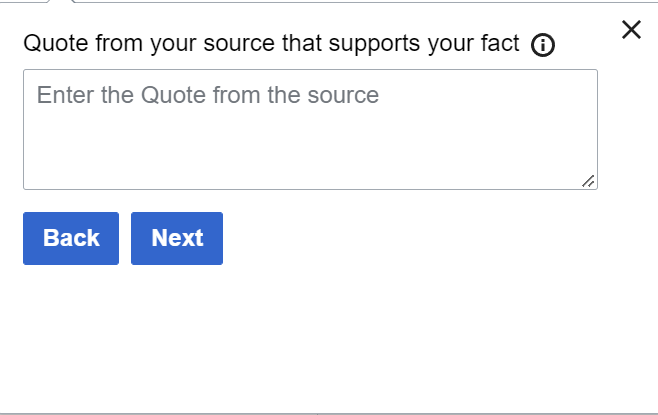 Quote from your source that supports your fact
Enter the Quote from the source
Back Next